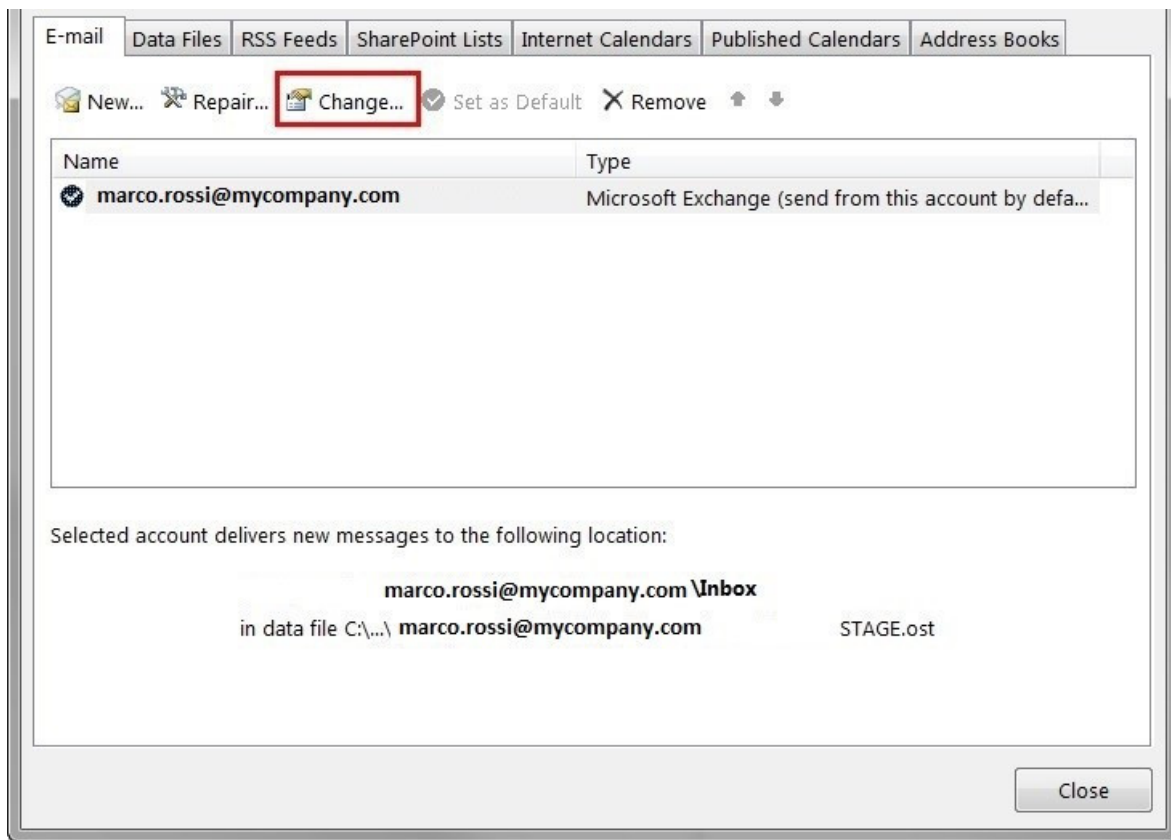 E-mail Data Files RSS Feeds SharePoint Lists Internet Calendars Published Calendars Address Books
New... Repair... Change... Set as Default Remove
Name Type
marco.rossi@mycompany.com Microsoft Exchange (send from this account by defa...
Selected account delivers new messages to the following location:
marco.rossi@mycompany.com \Inbox
in data file C:\...\ marco.rossi@mycompany.com STAGE.ost
Close